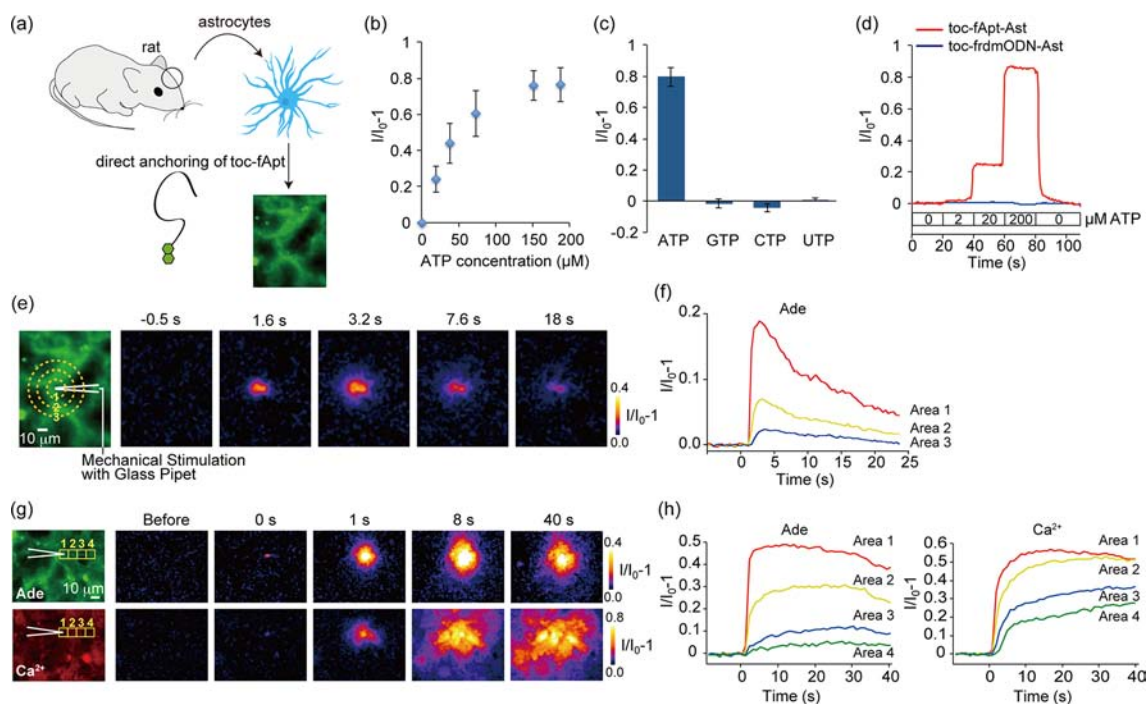 (a)
rat
astrocytes
direct anchoring of toc-fApt
(b)
I/I0-1
1
0.8
0.6
0.4
0.2
0
0 50 100 150 200
ATP concentration (µM)
(c)
I/I0-1
1
0.8
0.6
0.4
0.2
0
-0.2
ATP GTP CTP UTP
(d)
toc-fApt-Ast
toc-frdmODN-Ast
I/I0-1
1
0.8
0.6
0.4
0.2
0
0 2 20 200 0 µM ATP
0 20 40 60 80 100
Time (s)
(e)
-0.5 s 1.6 s 3.2 s 7.6 s 18 s
1
3
10 µm
0.4
I/I0-1
0.0
Mechanical Stimulation
with Glass Pipet
(f)
Ade
I/I0-1
0.2
0.1
0.0
Area 1
Area 2
Area 3
0 5 10 15 20 25
Time (s)
(g)
Before 0 s 1 s 8 s 40 s
1 2 3 4
Ade 10 µm
0.4
I/I0-1
0.0
1 2 3 4
Ca²⁺
0.8
I/I0-1
0.0
(h)
Ade
I/I0-1
0.5
0.4
0.3
0.2
0.1
0
Area 1
Area 2
Area 3
Area 4
0 10 20 30 40
Time (s)
Ca²⁺
I/I0-1
0.6
0.5
0.4
0.3
0.2
0.1
0
Area 1
Area 2
Area 3
Area 4
0 10 20 30 40
Time (s)